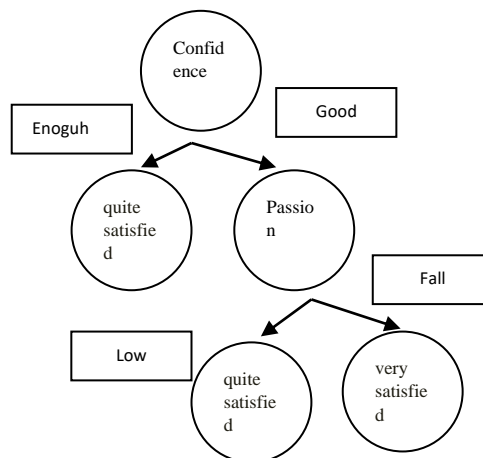 Confid
ence
Good
Enoguh
quite
satisfie
d
Passio
n
Fall
Low
quite
satisfie
d
very
satisfie
d